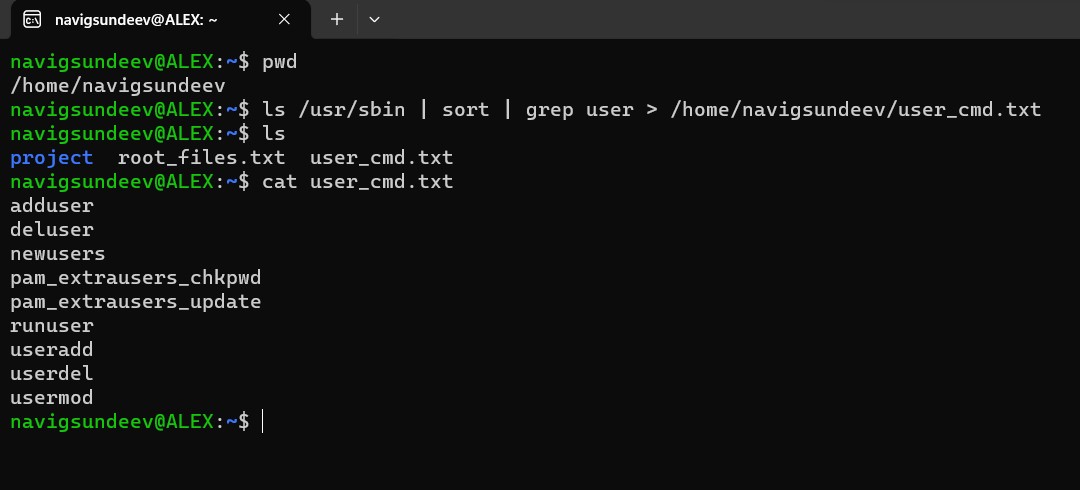 navigsundeev@ALEX: ~
navigsundeev@ALEX:~$ pwd
/home/navigsundeev
navigsundeev@ALEX:~$ ls /usr/sbin | sort | grep user > /home/navigsundeev/user_cmd.txt
navigsundeev@ALEX:~$ ls
project  root_files.txt  user_cmd.txt
navigsundeev@ALEX:~$ cat user_cmd.txt
adduser
deluser
newusers
pam_extrausers_chkpwd
pam_extrausers_update
runuser
useradd
userdel
usermod
navigsundeev@ALEX:~$